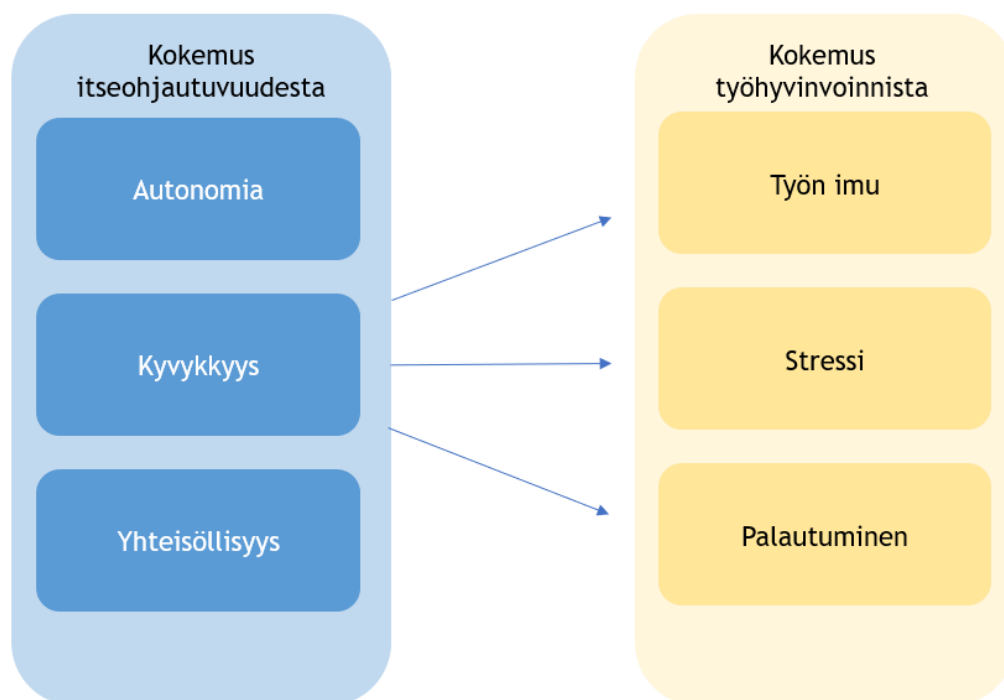 Kokemus
itseohjautuvuudesta
Autonomia
Kyvykkyys
Yhteisöllisyys
Kokemus
työhyvinvoinnista
Työn imu
Stressi
Palautuminen